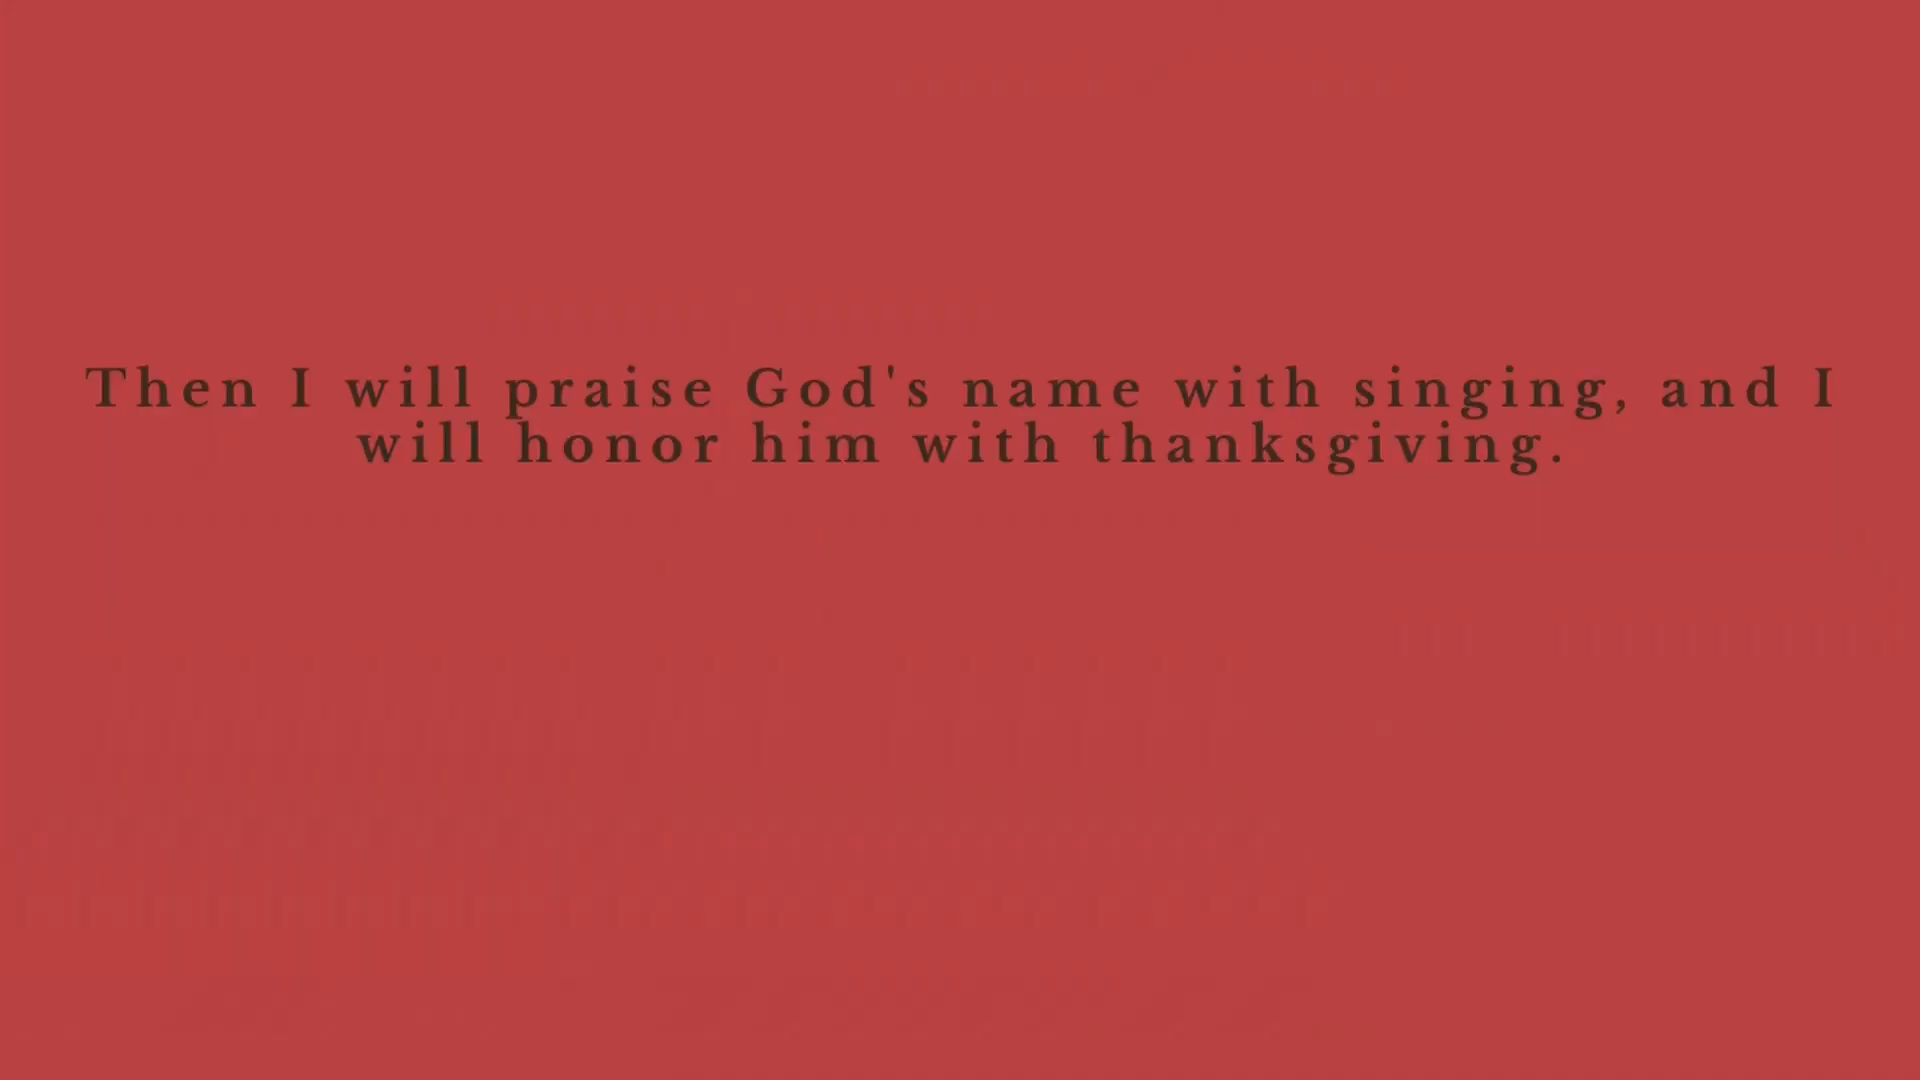 Then I will praise God's name with singing, and I
will honor him with thanksgiving.